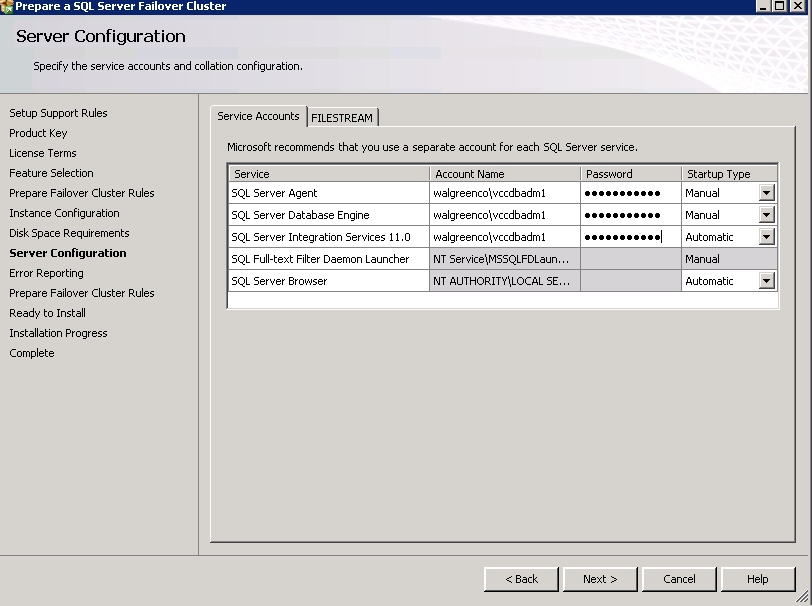 Prepare a SQL Server Failover Cluster
Server Configuration
Specify the service accounts and collation configuration.
Setup Support Rules
Product Key
License Terms
Feature Selection
Prepare Failover Cluster Rules
Instance Configuration
Disk Space Requirements
Server Configuration
Error Reporting
Prepare Failover Cluster Rules
Ready to Install
Installation Progress
Complete
Service Accounts FILESTREAM
Microsoft recommends that you use a separate account for each SQL Server service.
Service Account Name Password Startup Type
SQL Server Agent walgreenco\vccdbadm1 ●●●●●●●●●●● Manual
SQL Server Database Engine walgreenco\vccdbadm1 ●●●●●●●●●●● Manual
SQL Server Integration Services 11.0 walgreenco\vccdbadm1 ●●●●●●●●●●● Automatic
SQL Full-text Filter Daemon Launcher NT Service\MSSQLFDLaun... Manual
SQL Server Browser NT AUTHORITY\LOCAL SE... Automatic
< Back Next > Cancel Help